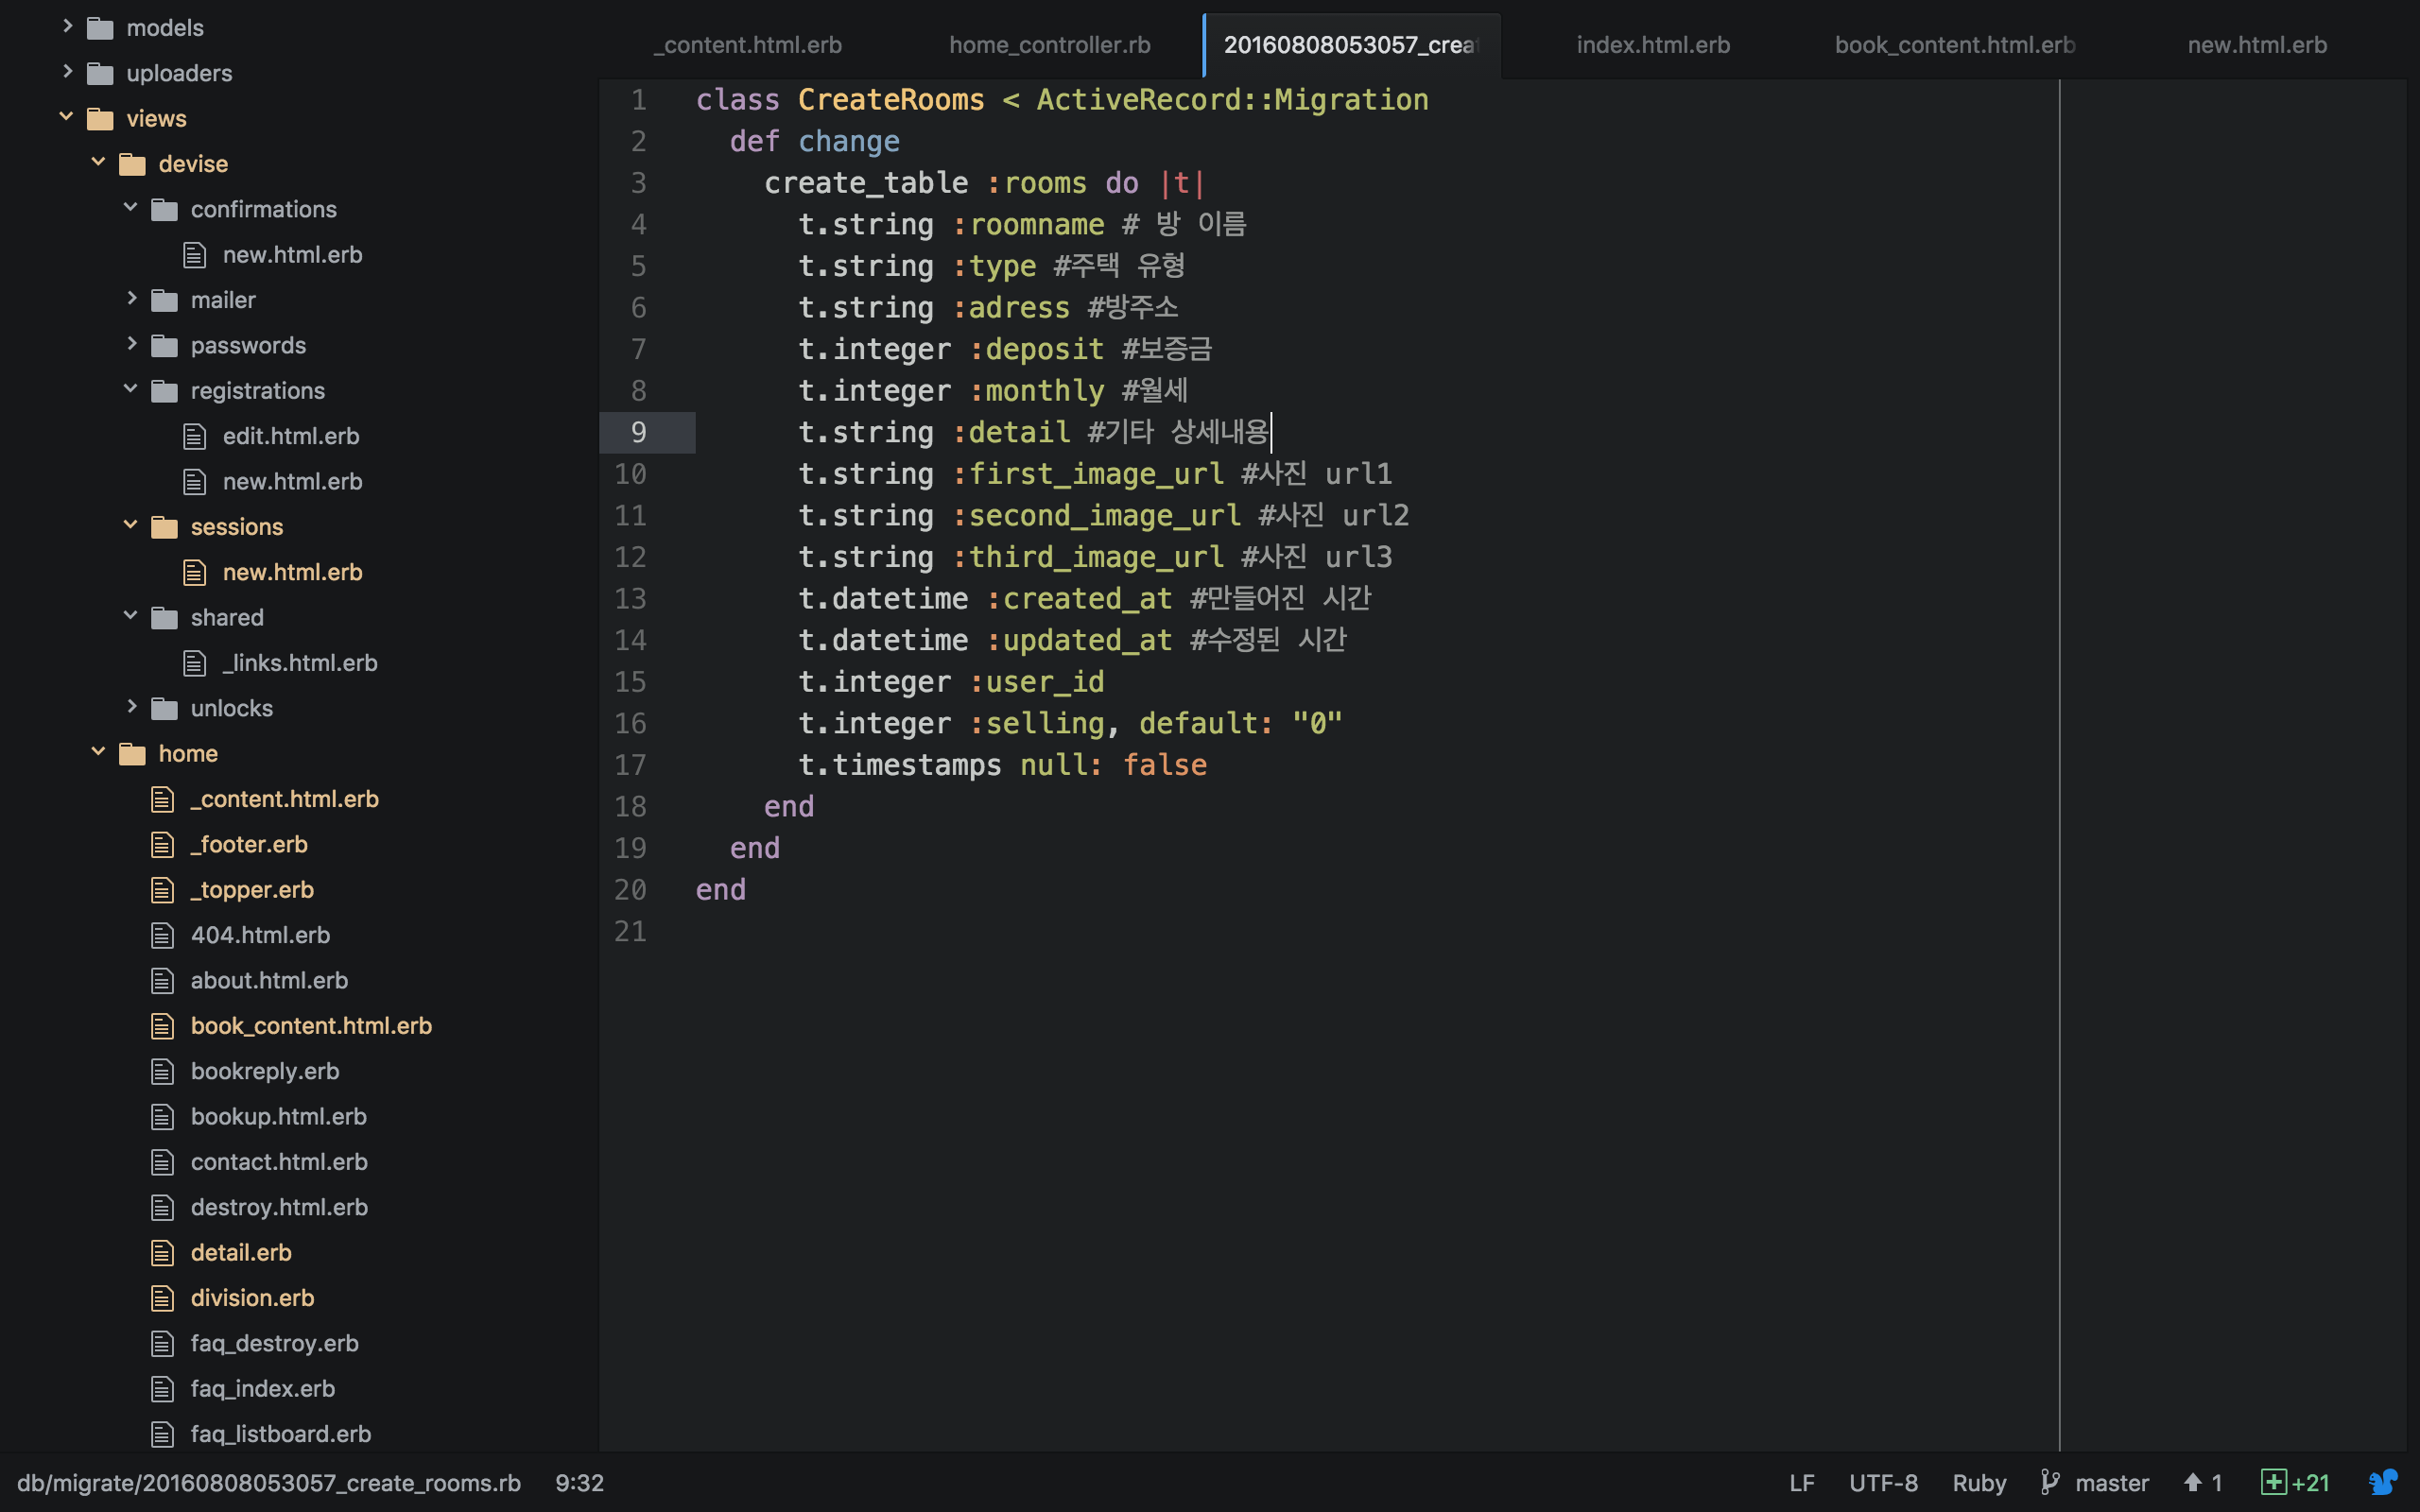 models
uploaders
views
devise
confirmations
new.html.erb
mailer
passwords
registrations
edit.html.erb
new.html.erb
sessions
new.html.erb
shared
_links.html.erb
unlocks
home
_content.html.erb
_footer.erb
_topper.erb
404.html.erb
about.html.erb
book_content.html.erb
bookreply.erb
bookup.html.erb
contact.html.erb
destroy.html.erb
detail.erb
division.erb
faq_destroy.erb
faq_index.erb
faq_listboard.erb
_content.html.erb home_controller.rb 20160808053057_crea index.html.erb book_content.html.erb new.html.erb
1 class CreateRooms < ActiveRecord::Migration
2 def change
3 create_table :rooms do |t|
4 t.string :roomname # 방 이름
5 t.string :type #주택 유형
6 t.string :adress #방주소
7 t.integer :deposit #보증금
8 t.integer :monthly #월세
9 t.string :detail #기타 상세내용
10 t.string :first_image_url #사진 url1
11 t.string :second_image_url #사진 url2
12 t.string :third_image_url #사진 url3
13 t.datetime :created_at #만들어진 시간
14 t.datetime :updated_at #수정된 시간
15 t.integer :user_id
16 t.integer :selling, default: "0"
17 t.timestamps null: false
18 end
19 end
20 end
21
db/migrate/20160808053057_create_rooms.rb 9:32 LF UTF-8 Ruby master 1 +21